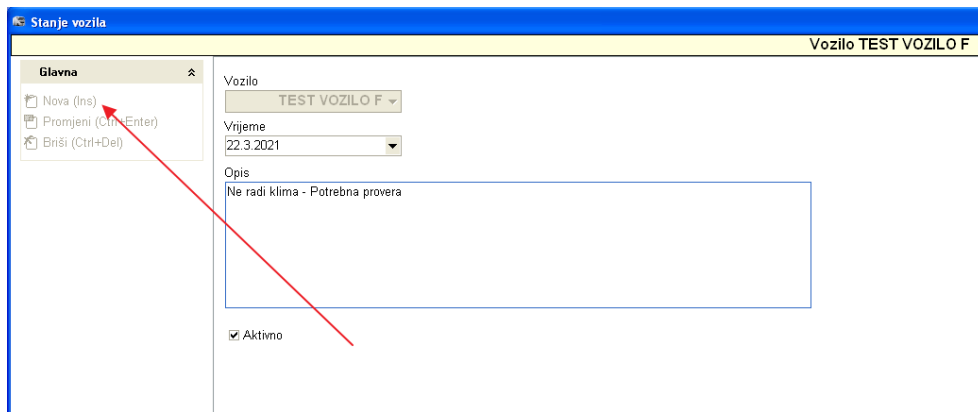 Stanje vozila
Vozilo TEST VOZILO F
Glavna
Nova (Ins)
Promjeni (Ctrl+Enter)
Briši (Ctrl+Del)
Vozilo
TEST VOZILO F
Vrijeme
22.3.2021
Opis
Ne radi klima - Potrebna provera
Aktivno